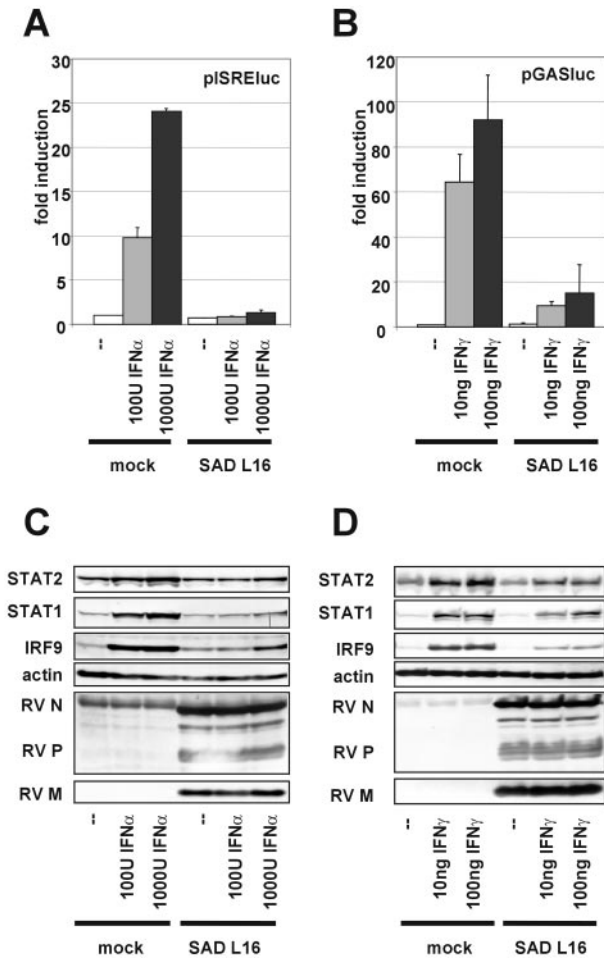 A
pISREluc
fold induction
30
25
20
15
10
5
0
--
100U IFNα
1000U IFNα
--
100U IFNα
1000U IFNα
mock
SAD L16
B
pGASluc
fold induction
120
100
80
60
40
20
0
--
10ng IFNγ
100ng IFNγ
--
10ng IFNγ
100ng IFNγ
mock
SAD L16
C
STAT2
STAT1
IRF9
actin
RV N
RV P
RV M
--
100U IFNα
1000U IFNα
--
100U IFNα
1000U IFNα
mock
SAD L16
D
STAT2
STAT1
IRF9
actin
RV N
RV P
RV M
--
10ng IFNγ
100ng IFNγ
--
10ng IFNγ
100ng IFNγ
mock
SAD L16